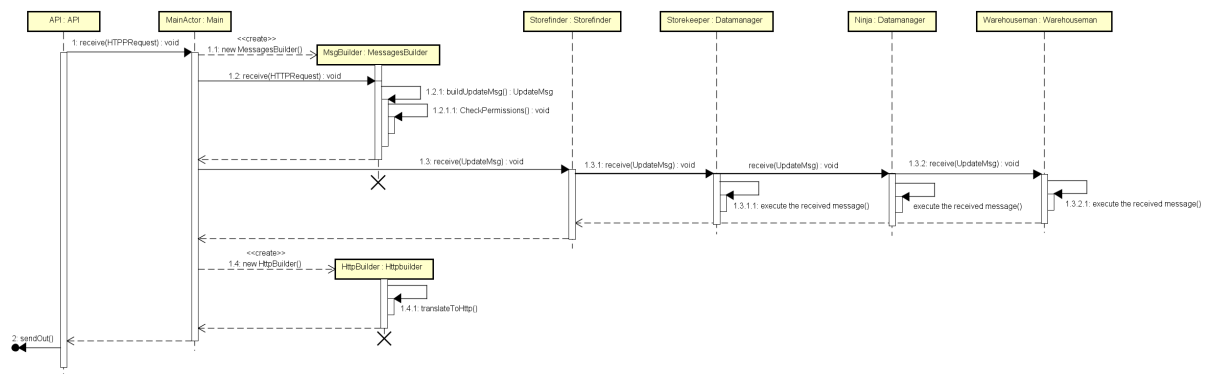 API : API
MainActor : Main
Storefinder : Storefinder
Storekeeper : Datamanager
Ninja : Datamanager
Warehouseman : Warehouseman
1: receive(HTPPRequest) : void
<<create>>
1.1: new MessagesBuilder()
MsgBuilder : MessagesBuilder
1.2: receive(HTTPRequest) : void
1.2.1: buildUpdateMsg() : UpdateMsg
1.2.1.1: CheckPermissions() : void
1.3: receive(UpdateMsg) : void
1.3.1: receive(UpdateMsg) : void
receive(UpdateMsg) : void
1.3.2: receive(UpdateMsg) : void
1.3.1.1: execute the received message()
execute the received message()
1.3.2.1: execute the received message()
<<create>>
1.4: new HttpBuilder()
HttpBuilder : Httpbuilder
1.4.1: translateToHttp()
2: sendOut()